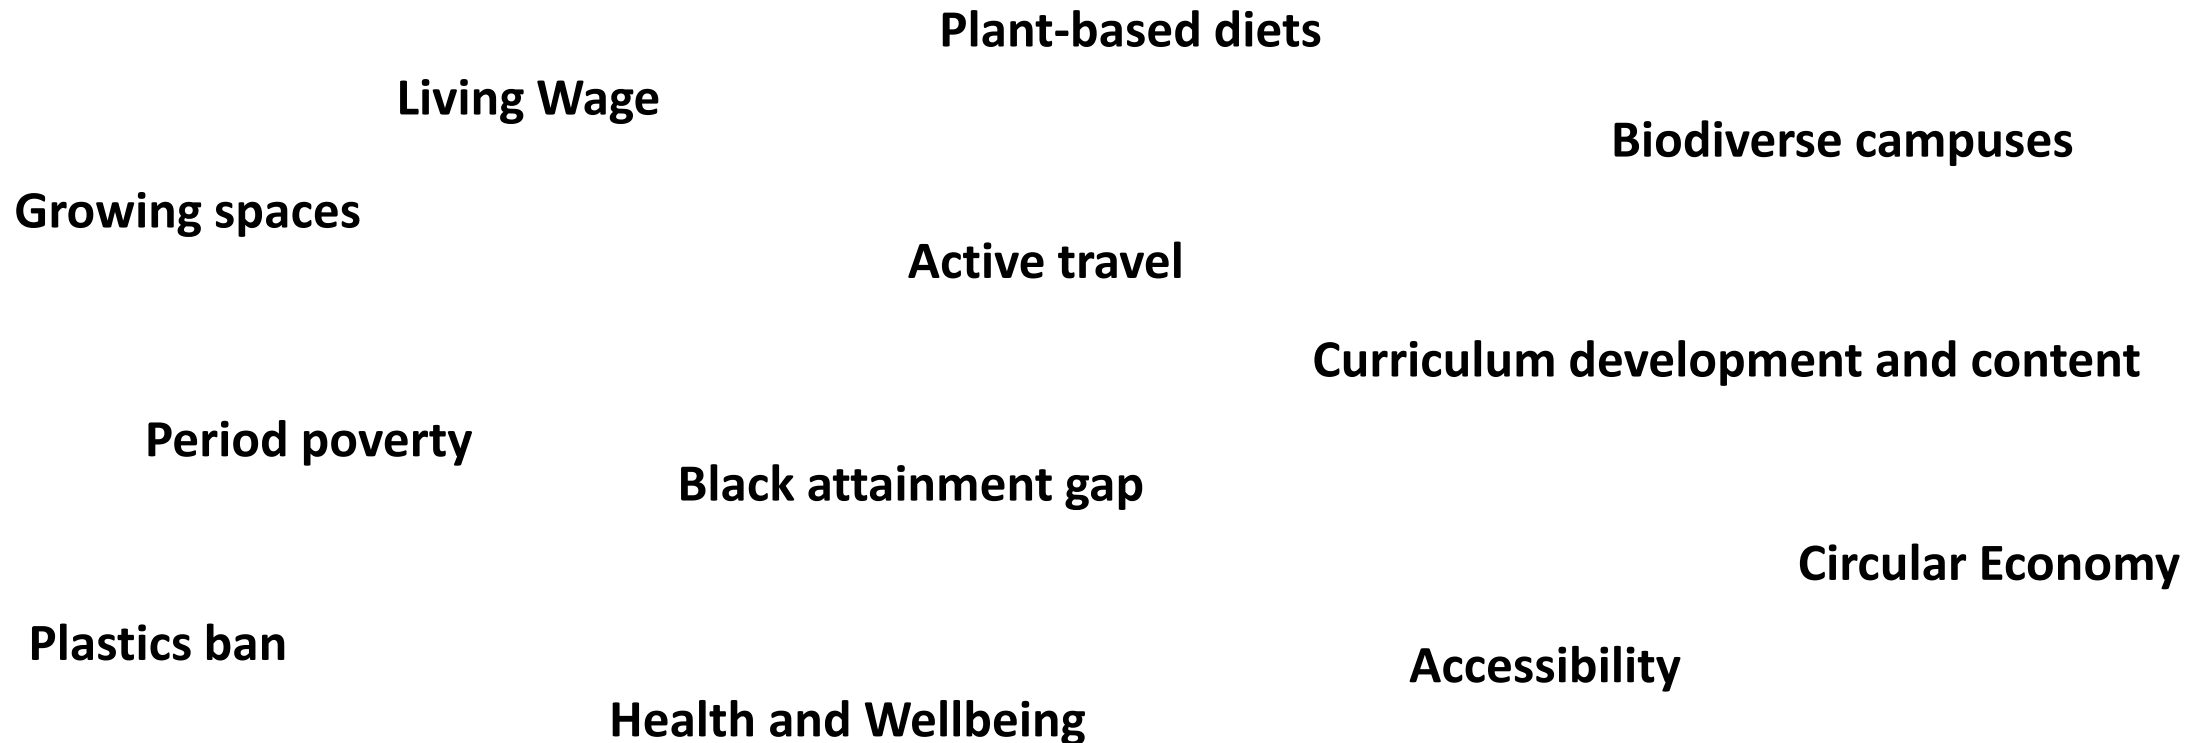 Plant-based diets
Living Wage
Biodiverse campuses
Growing spaces
Active travel
Curriculum development and content
Period poverty
Black attainment gap
Circular Economy
Plastics ban
Accessibility
Health and Wellbeing